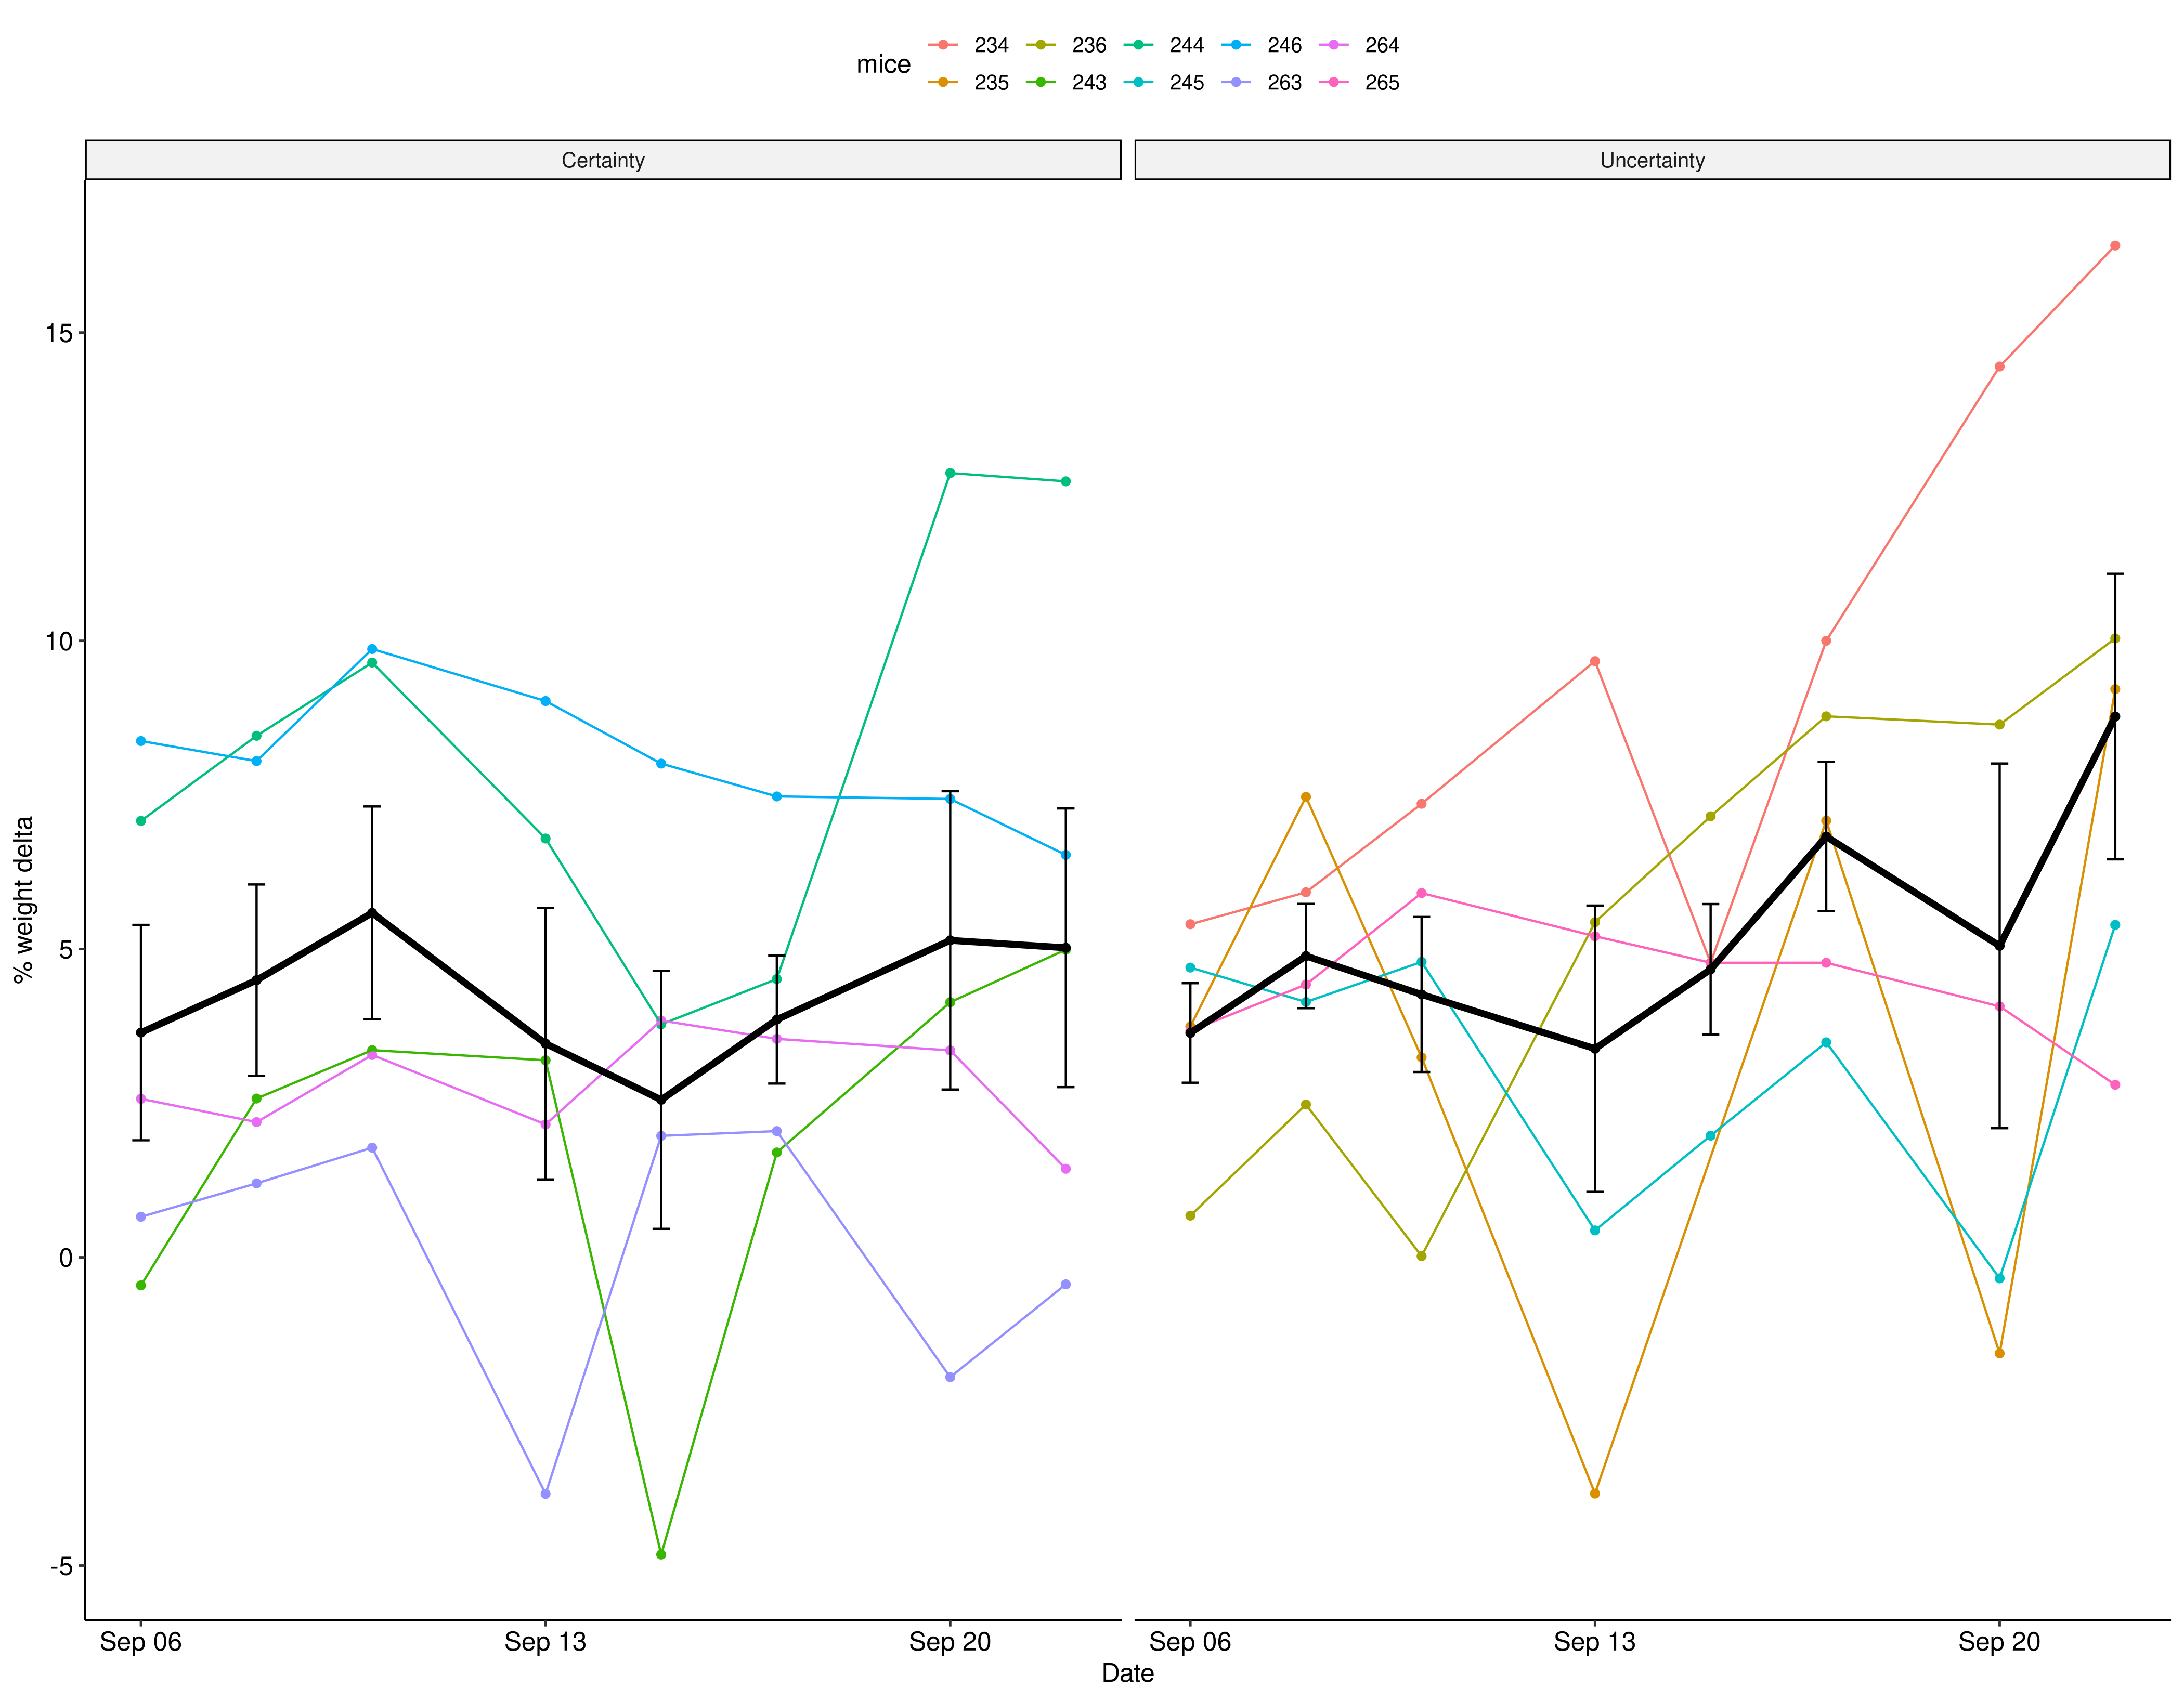 mice
234 236 244 246 264
235 243 245 263 265
Certainty Uncertainty
% weight delta
15
10
5
0
-5
Sep 06 Sep 13 Sep 20 Sep 06 Sep 13 Sep 20
Date